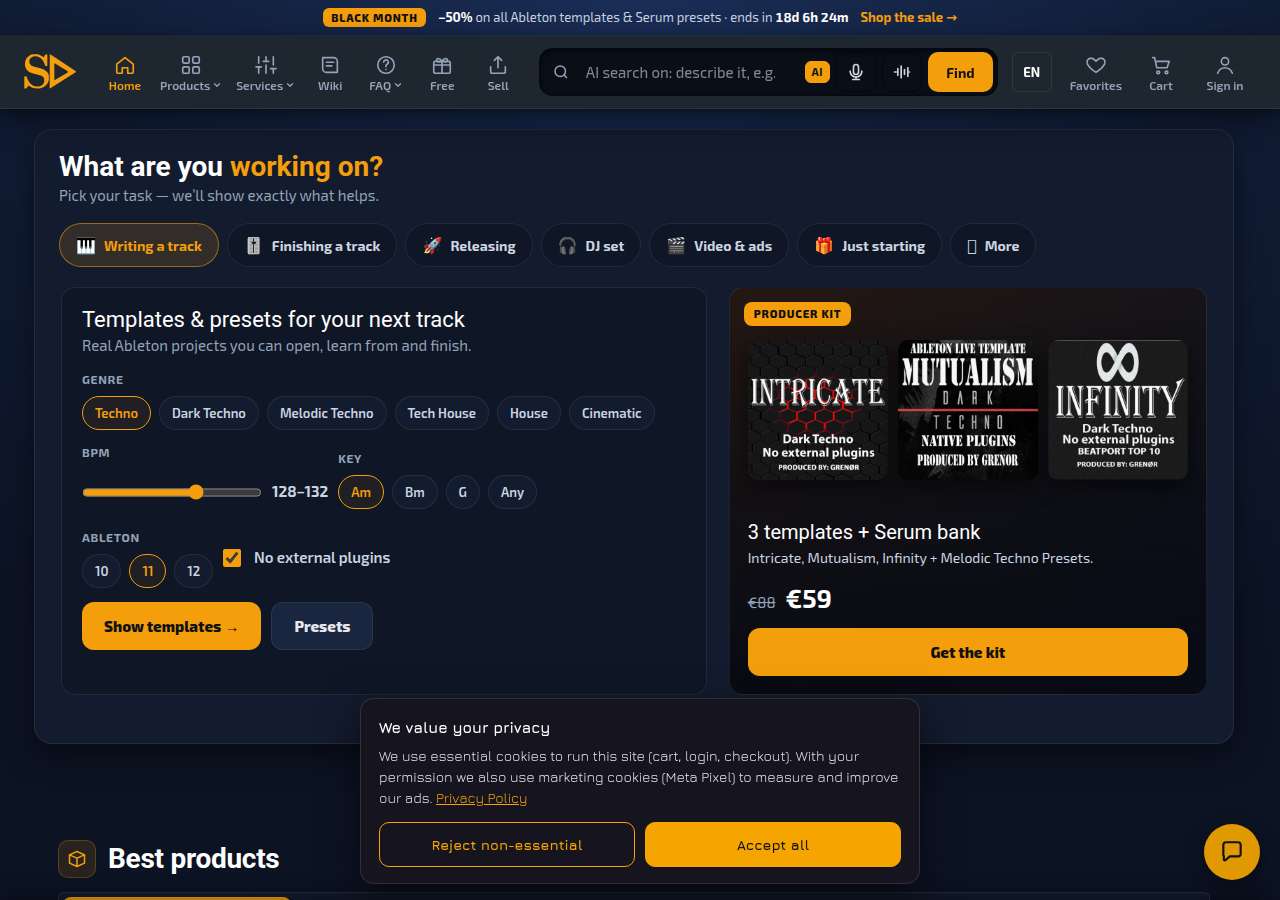 BLACK MONTH −50% on all Ableton templates & Serum presets · ends in 18d 6h 24m Shop the sale →
Home Products Services Wiki FAQ Free Sell AI search on: describe it, e.g. AI Find EN Favorites Cart Sign in
What are you working on?
Pick your task — we'll show exactly what helps.
Writing a track Finishing a track Releasing DJ set Video & ads Just starting More
Templates & presets for your next track
Real Ableton projects you can open, learn from and finish.
GENRE
Techno Dark Techno Melodic Techno Tech House House Cinematic
BPM KEY
128–132 Am Bm G Any
ABLETON
10 11 12 No external plugins
Show templates → Presets
PRODUCER KIT
INTRICATE
Dark Techno
No external plugins
PRODUCED BY: GRENØR
ABLETON LIVE TEMPLATE
MUTUALISM
DARK
TECHNO
NATIVE PLUGINS
PRODUCED BY GRENOR
INFINITY
Dark Techno
No external plugins
BEATPORT TOP 10
PRODUCED BY: GRENØR
3 templates + Serum bank
Intricate, Mutualism, Infinity + Melodic Techno Presets.
€88 €59
Get the kit
We value your privacy
We use essential cookies to run this site (cart, login, checkout). With your
permission we also use marketing cookies (Meta Pixel) to measure and improve
our ads. Privacy Policy
Reject non-essential Accept all
Best products